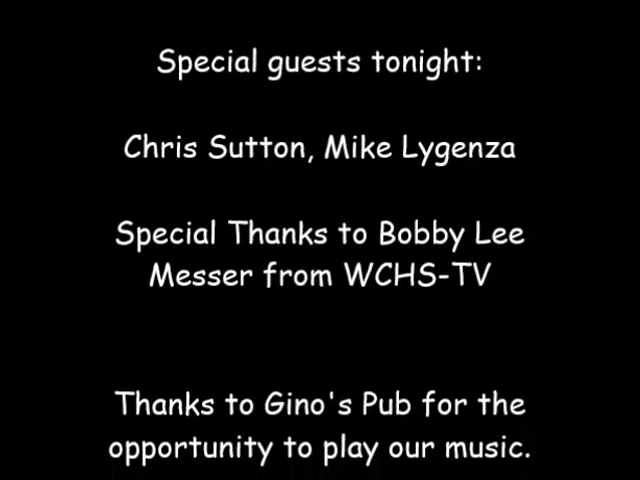 Special guests tonight:
Chris Sutton, Mike Lygenza
Special Thanks to Bobby Lee
Messer from WCHS-TV
Thanks to Gino's Pub for the
opportunity to play our music.